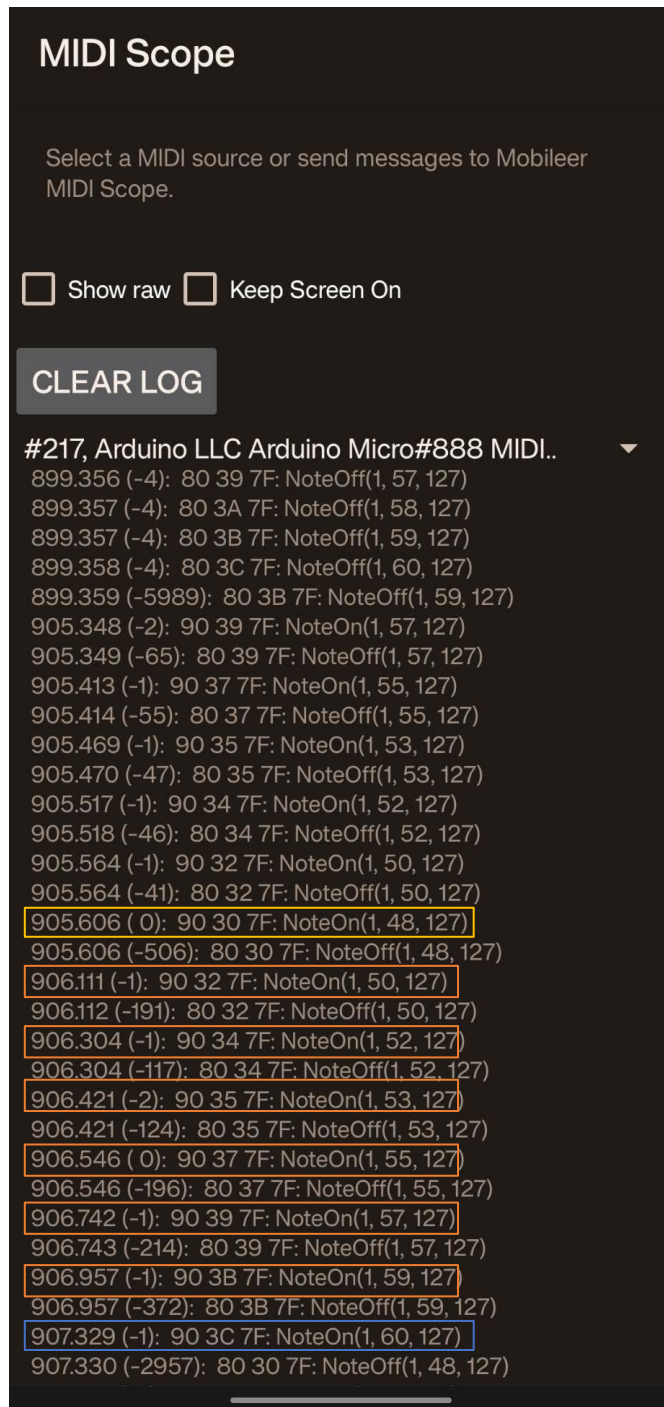 MIDI Scope
Select a MIDI source or send messages to Mobileer
MIDI Scope.
Show raw Keep Screen On
CLEAR LOG
#217, Arduino LLC Arduino Micro#888 MIDI..
899.356 (-4): 80 39 7F: NoteOff(1, 57, 127)
899.357 (-4): 80 3A 7F: NoteOff(1, 58, 127)
899.357 (-4): 80 3B 7F: NoteOff(1, 59, 127)
899.358 (-4): 80 3C 7F: NoteOff(1, 60, 127)
899.359 (-5989): 80 3B 7F: NoteOff(1, 59, 127)
905.348 (-2): 90 39 7F: NoteOn(1, 57, 127)
905.349 (-65): 80 39 7F: NoteOff(1, 57, 127)
905.413 (-1): 90 37 7F: NoteOn(1, 55, 127)
905.414 (-55): 80 37 7F: NoteOff(1, 55, 127)
905.469 (-1): 90 35 7F: NoteOn(1, 53, 127)
905.470 (-47): 80 35 7F: NoteOff(1, 53, 127)
905.517 (-1): 90 34 7F: NoteOn(1, 52, 127)
905.518 (-46): 80 34 7F: NoteOff(1, 52, 127)
905.564 (-1): 90 32 7F: NoteOn(1, 50, 127)
905.564 (-41): 80 32 7F: NoteOff(1, 50, 127)
905.606 ( 0): 90 30 7F: NoteOn(1, 48, 127)
905.606 (-506): 80 30 7F: NoteOff(1, 48, 127)
906.111 (-1): 90 32 7F: NoteOn(1, 50, 127)
906.112 (-191): 80 32 7F: NoteOff(1, 50, 127)
906.304 (-1): 90 34 7F: NoteOn(1, 52, 127)
906.304 (-117): 80 34 7F: NoteOff(1, 52, 127)
906.421 (-2): 90 35 7F: NoteOn(1, 53, 127)
906.421 (-124): 80 35 7F: NoteOff(1, 53, 127)
906.546 ( 0): 90 37 7F: NoteOn(1, 55, 127)
906.546 (-196): 80 37 7F: NoteOff(1, 55, 127)
906.742 (-1): 90 39 7F: NoteOn(1, 57, 127)
906.743 (-214): 80 39 7F: NoteOff(1, 57, 127)
906.957 (-1): 90 3B 7F: NoteOn(1, 59, 127)
906.957 (-372): 80 3B 7F: NoteOff(1, 59, 127)
907.329 (-1): 90 3C 7F: NoteOn(1, 60, 127)
907.330 (-2957): 80 30 7F: NoteOff(1, 48, 127)